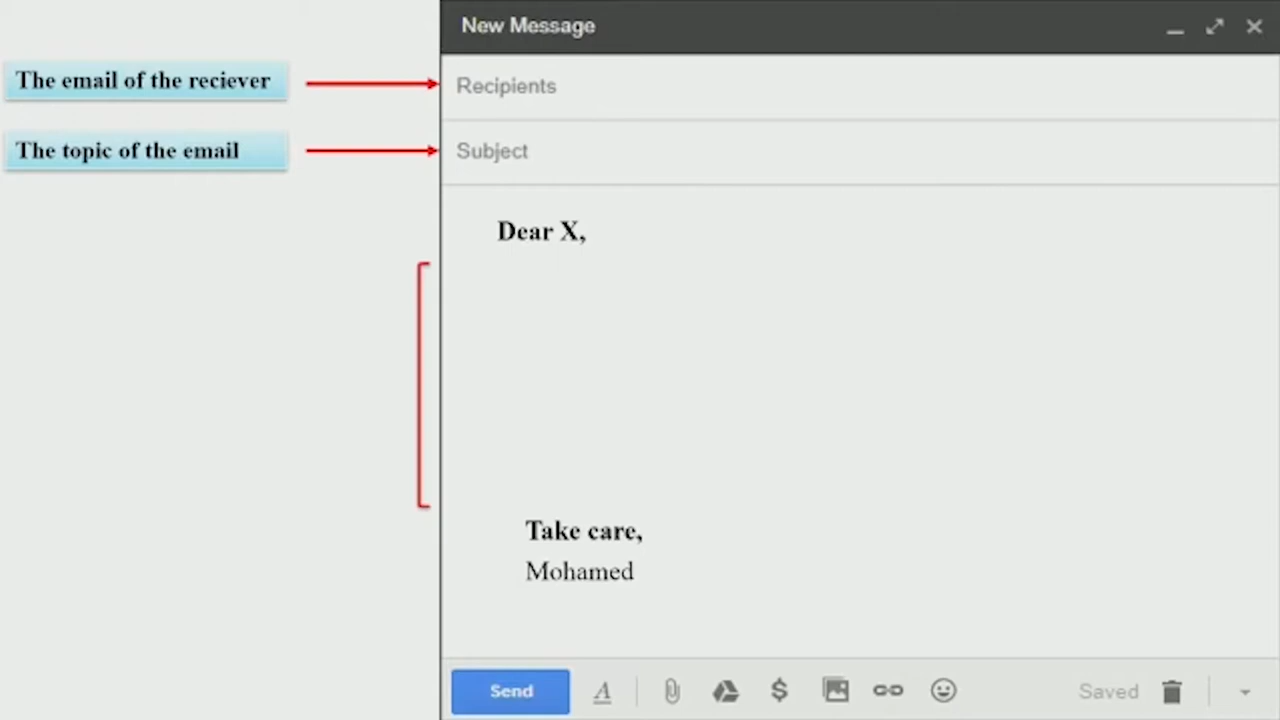 New Message
The email of the reciever
Recipients
The topic of the email
Subject
Dear X,
Take care,
Mohamed
Send
A
$
Saved